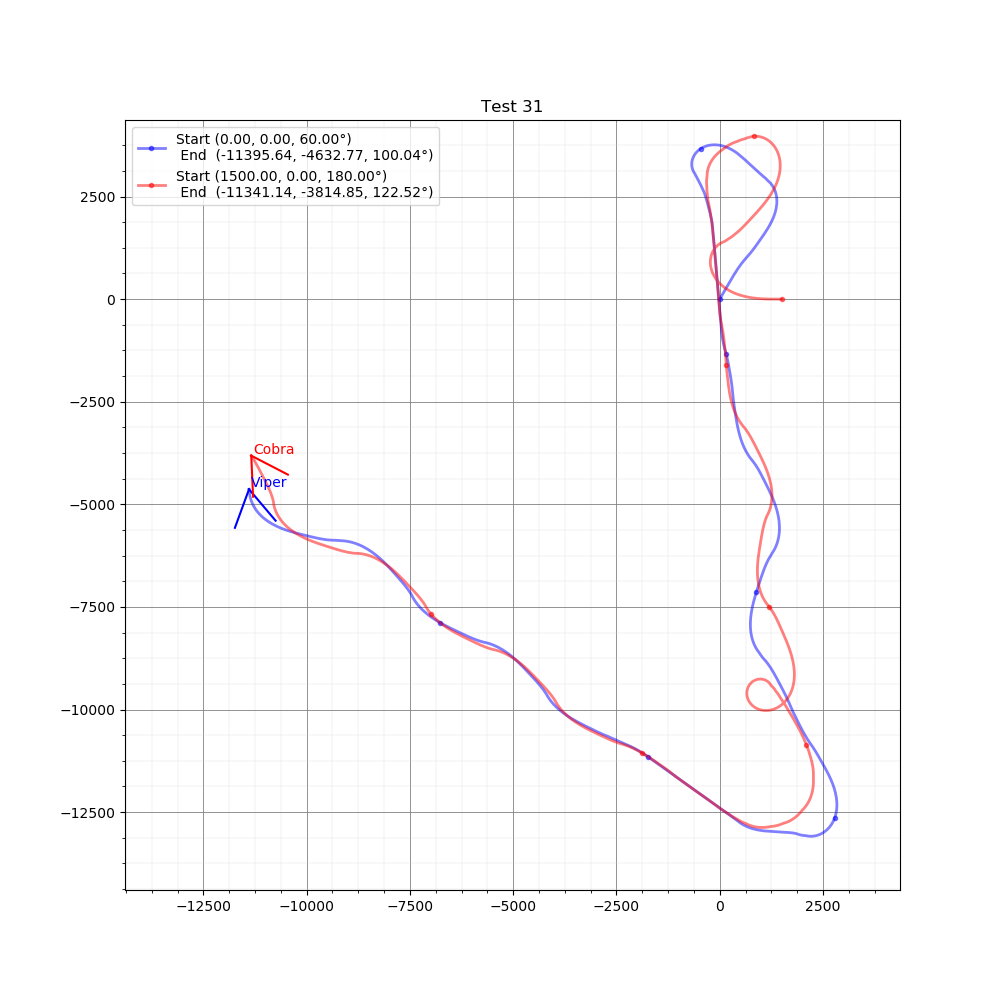 Test 31
Start (0.00, 0.00, 60.00°)
End (-11395.64, -4632.77, 100.04°)
Start (1500.00, 0.00, 180.00°)
End (-11341.14, -3814.85, 122.52°)
2500
0
−2500
−5000
−7500
−10000
−12500
Cobra
Viper
−12500
−10000
−7500
−5000
−2500
0
2500